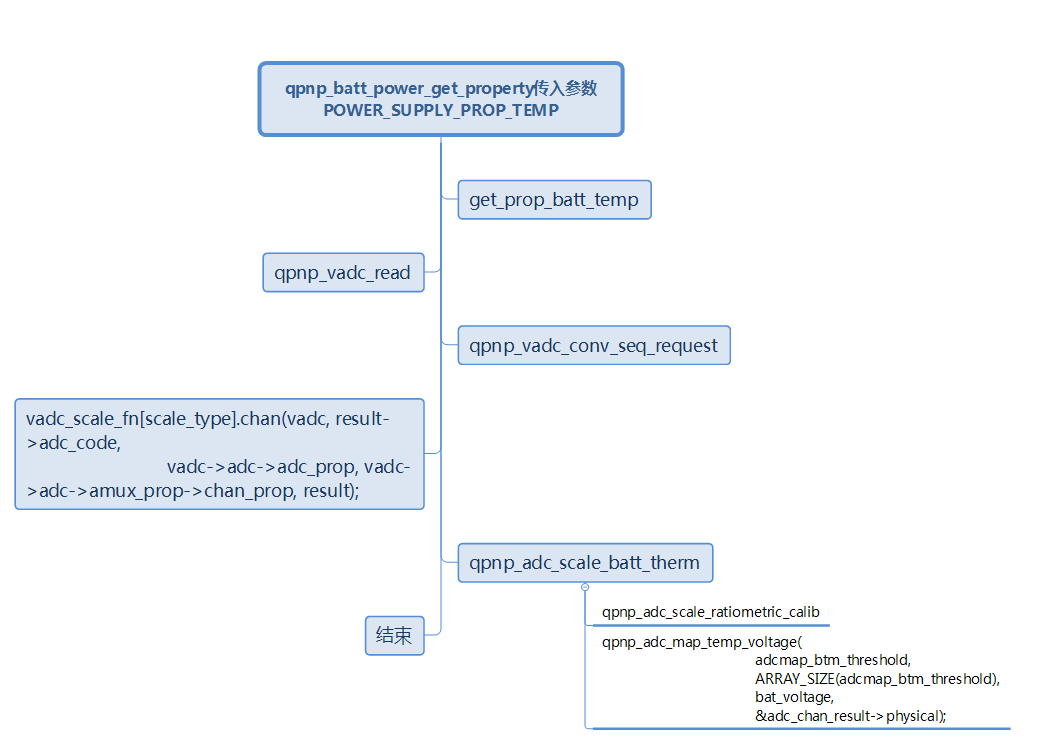 qpnp_batt_power_get_property传入参数
POWER_SUPPLY_PROP_TEMP
get_prop_batt_temp
qpnp_vadc_read
qpnp_vadc_conv_seq_request
vadc_scale_fn[scale_type].chan(vadc, result-
>adc_code,
vadc->adc->adc_prop, vadc-
>adc->amux_prop->chan_prop, result);
qpnp_adc_scale_batt_therm
qpnp_adc_scale_ratiometric_calib
qpnp_adc_map_temp_voltage(
adcmap_btm_threshold,
ARRAY_SIZE(adcmap_btm_threshold),
bat_voltage,
&adc_chan_result->physical);
结束